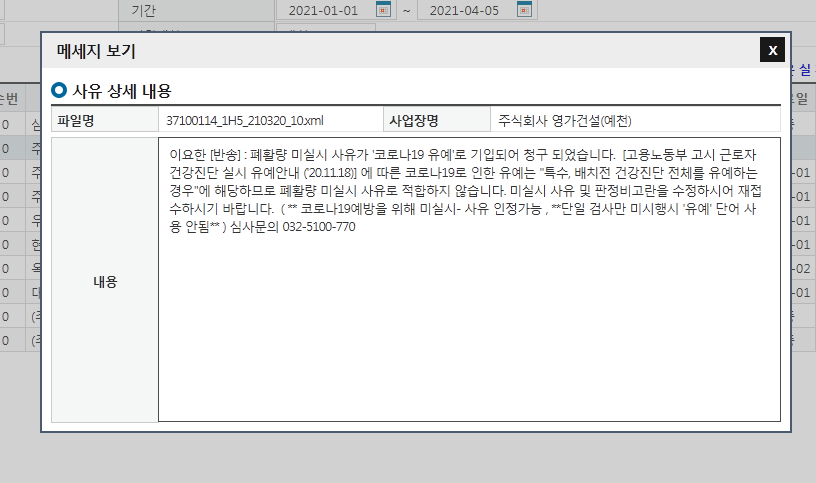 기간 2021-01-01 ~ 2021-04-05
메세지 보기 X
사유 상세 내용
파일명 37100114_1H5_210320_10.xml 사업장명 주식회사 영가건설(예천)
이요한 [반송] : 폐활량 미실시 사유가 '코로나19 유예'로 기입되어 청구 되었습니다. [고용노동부 고시 근로자
건강진단 실시 유예안내 ('20.11.18)] 에 따른 코로나19로 인한 유예는 "특수, 배치전 건강진단 전체를 유예하는
경우"에 해당하므로 폐활량 미실시 사유로 적합하지 않습니다. 미실시 사유 및 판정비고란을 수정하시어 재접
수하시기 바랍니다. ( ** 코로나19예방을 위해 미실시- 사유 인정가능 , **단일 검사만 미시행시 '유예' 단어 사
용 안됨** ) 심사문의 032-5100-770
내용